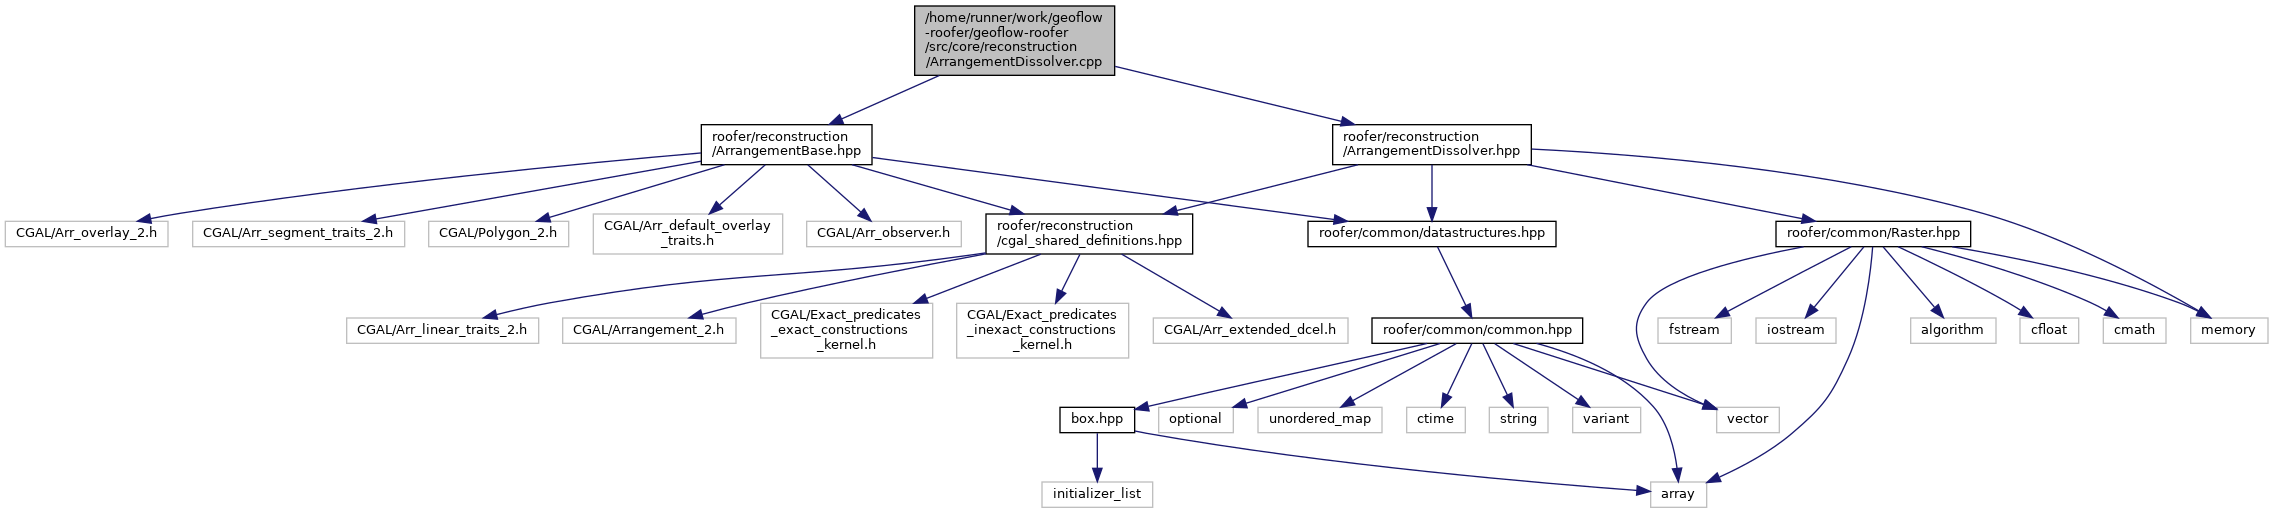 /home/runner/work/geoflow
-roofer/geoflow-roofer
/src/core/reconstruction
/ArrangementDissolver.cpp
roofer/reconstruction
/ArrangementBase.hpp
roofer/reconstruction
/ArrangementDissolver.hpp
CGAL/Arr_overlay_2.h
CGAL/Arr_segment_traits_2.h
CGAL/Polygon_2.h
CGAL/Arr_default_overlay
_traits.h
CGAL/Arr_observer.h
roofer/reconstruction
/cgal_shared_definitions.hpp
roofer/common/datastructures.hpp
roofer/common/Raster.hpp
CGAL/Arr_linear_traits_2.h
CGAL/Arrangement_2.h
CGAL/Exact_predicates
_exact_constructions
_kernel.h
CGAL/Exact_predicates
_inexact_constructions
_kernel.h
CGAL/Arr_extended_dcel.h
roofer/common/common.hpp
fstream
iostream
algorithm
cfloat
cmath
memory
box.hpp
optional
unordered_map
ctime
string
variant
vector
initializer_list
array